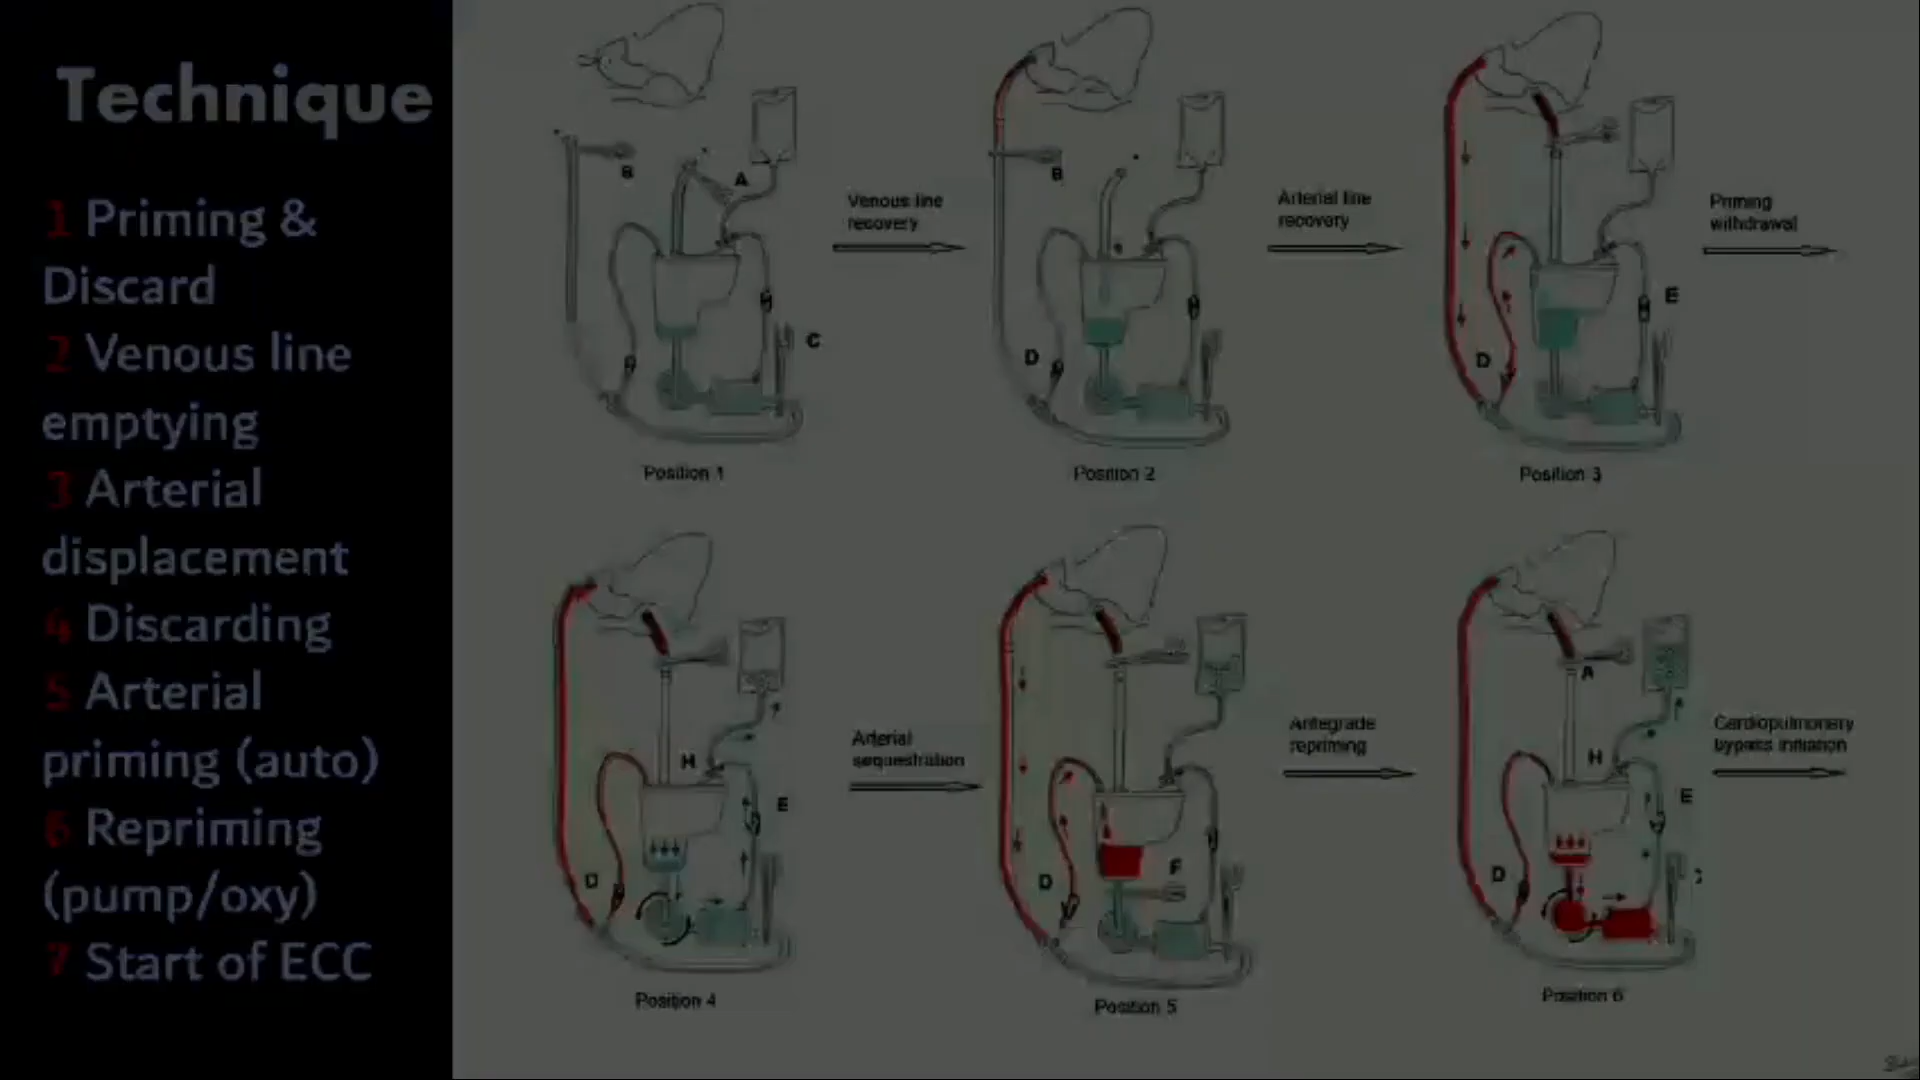 Technique
1 Priming &
Discard
2 Venous line
emptying
3 Arterial
displacement
4 Discarding
5 Arterial
priming (auto)
6 Repriming
(pump/oxy)
7 Start of ECC
B
A
C
Position 1
Venous line
recovery
B
D
Position 2
Arterial line
recovery
E
D
Position 3
Priming
withdrawal
H
E
D
Position 4
Arterial
sequestration
D
F
Position 5
Antegrade
repriming
A
H
E
D
Position 6
Cardiopulmonary
bypass initiation